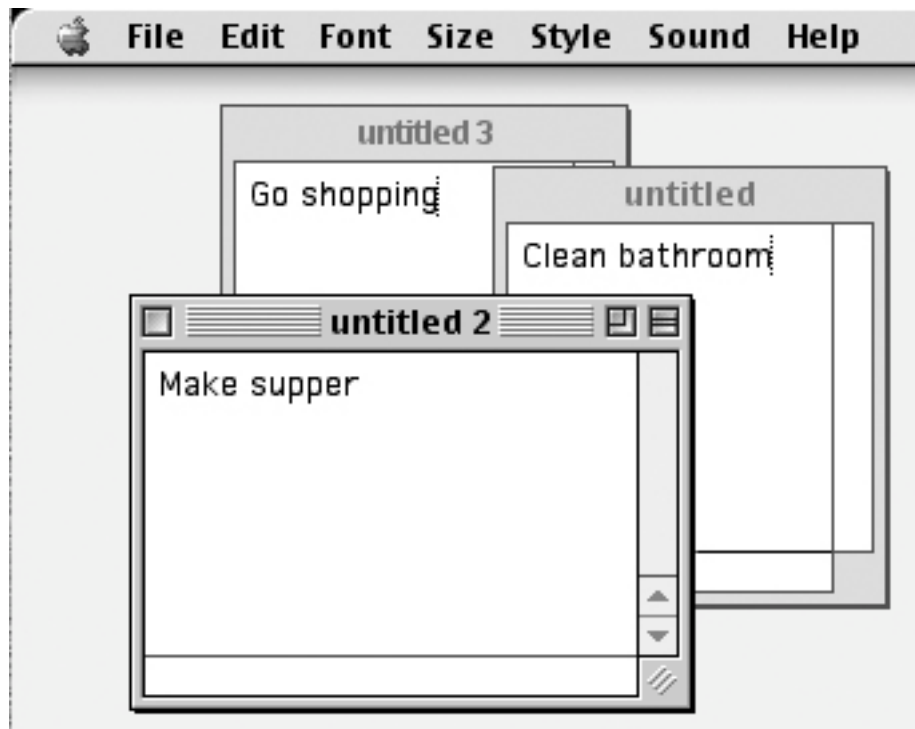 File Edit Font Size Style Sound Help
untitled 3
Go shopping
untitled
Clean bathroom
untitled 2
Make supper